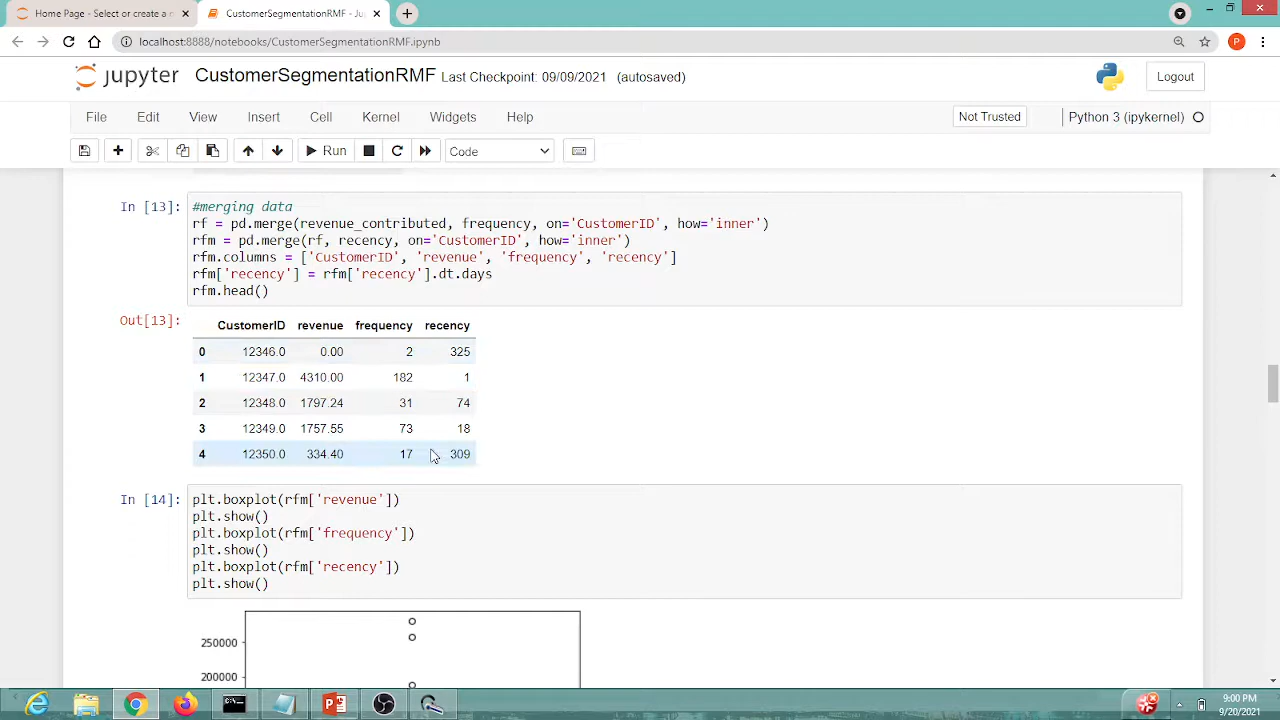 Home Page - Select or create a n
CustomerSegmentationRMF - Ju
localhost:8888/notebooks/CustomerSegmentationRMF.ipynb
P
jupyter CustomerSegmentationRMF Last Checkpoint: 09/09/2021 (autosaved)
Logout
File Edit View Insert Cell Kernel Widgets Help
Not Trusted
Python 3 (ipykernel)
Run
Code
In [13]:
#merging data
rf = pd.merge(revenue_contributed, frequency, on='CustomerID', how='inner')
rfm = pd.merge(rf, recency, on='CustomerID', how='inner')
rfm.columns = ['CustomerID', 'revenue', 'frequency', 'recency']
rfm['recency'] = rfm['recency'].dt.days
rfm.head()
Out[13]:
CustomerID revenue frequency recency
0 12346.0 0.00 2 325
1 12347.0 4310.00 182 1
2 12348.0 1797.24 31 74
3 12349.0 1757.55 73 18
4 12350.0 334.40 17 309
In [14]:
plt.boxplot(rfm['revenue'])
plt.show()
plt.boxplot(rfm['frequency'])
plt.show()
plt.boxplot(rfm['recency'])
plt.show()
250000
200000
9:00 PM
9/20/2021